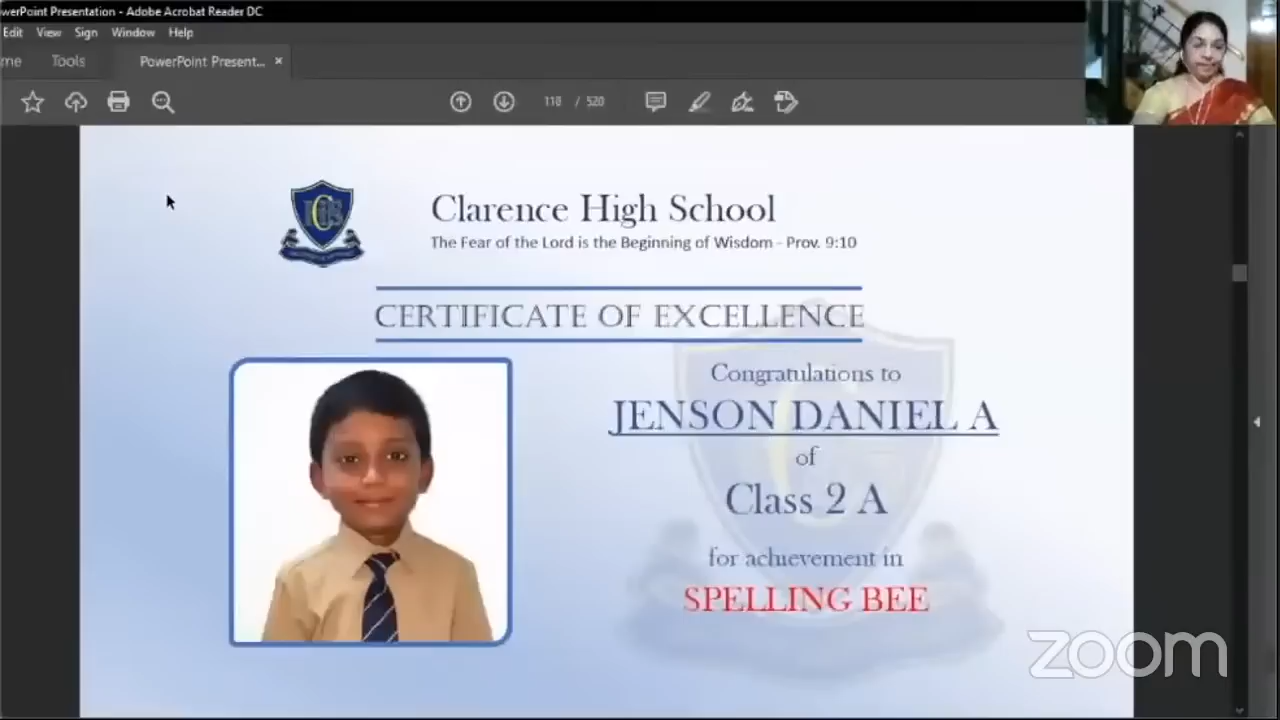 owerPoint Presentation - Adobe Acrobat Reader DC
Edit View Sign Window Help
me Tools PowerPoint Present... ×
110 / 520
Clarence High School
The Fear of the Lord is the Beginning of Wisdom - Prov. 9:10
CERTIFICATE OF EXCELLENCE
Congratulations to
JENSON DANIEL A
of
Class 2 A
for achievement in
SPELLING BEE
zoom